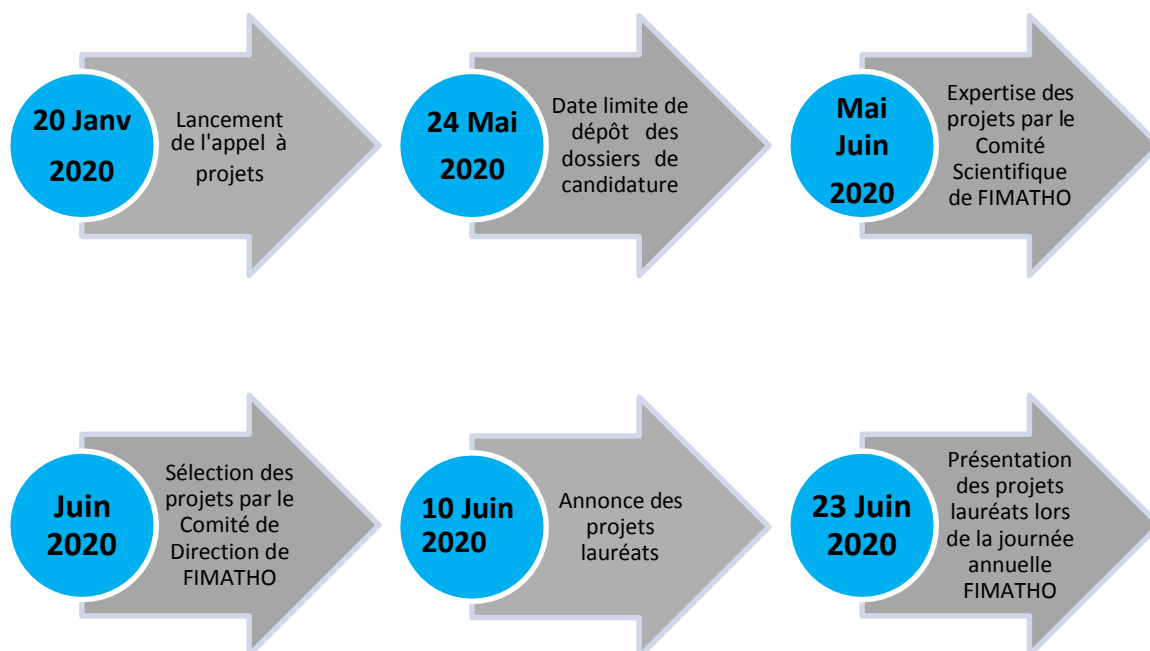 20 Janv
2020
Lancement
de l'appel à
projets
24 Mai
2020
Date limite de
dépôt des
dossiers de
candidature
Mai
Juin
2020
Expertise des
projets par le
Comité
Scientifique
de FIMATHO
Juin
2020
Sélection des
projets par le
Comité de
Direction de
FIMATHO
10 Juin
2020
Annonce des
projets
lauréats
23 Juin
2020
Présentation
des projets
lauréats lors
de la journée
annuelle
FIMATHO